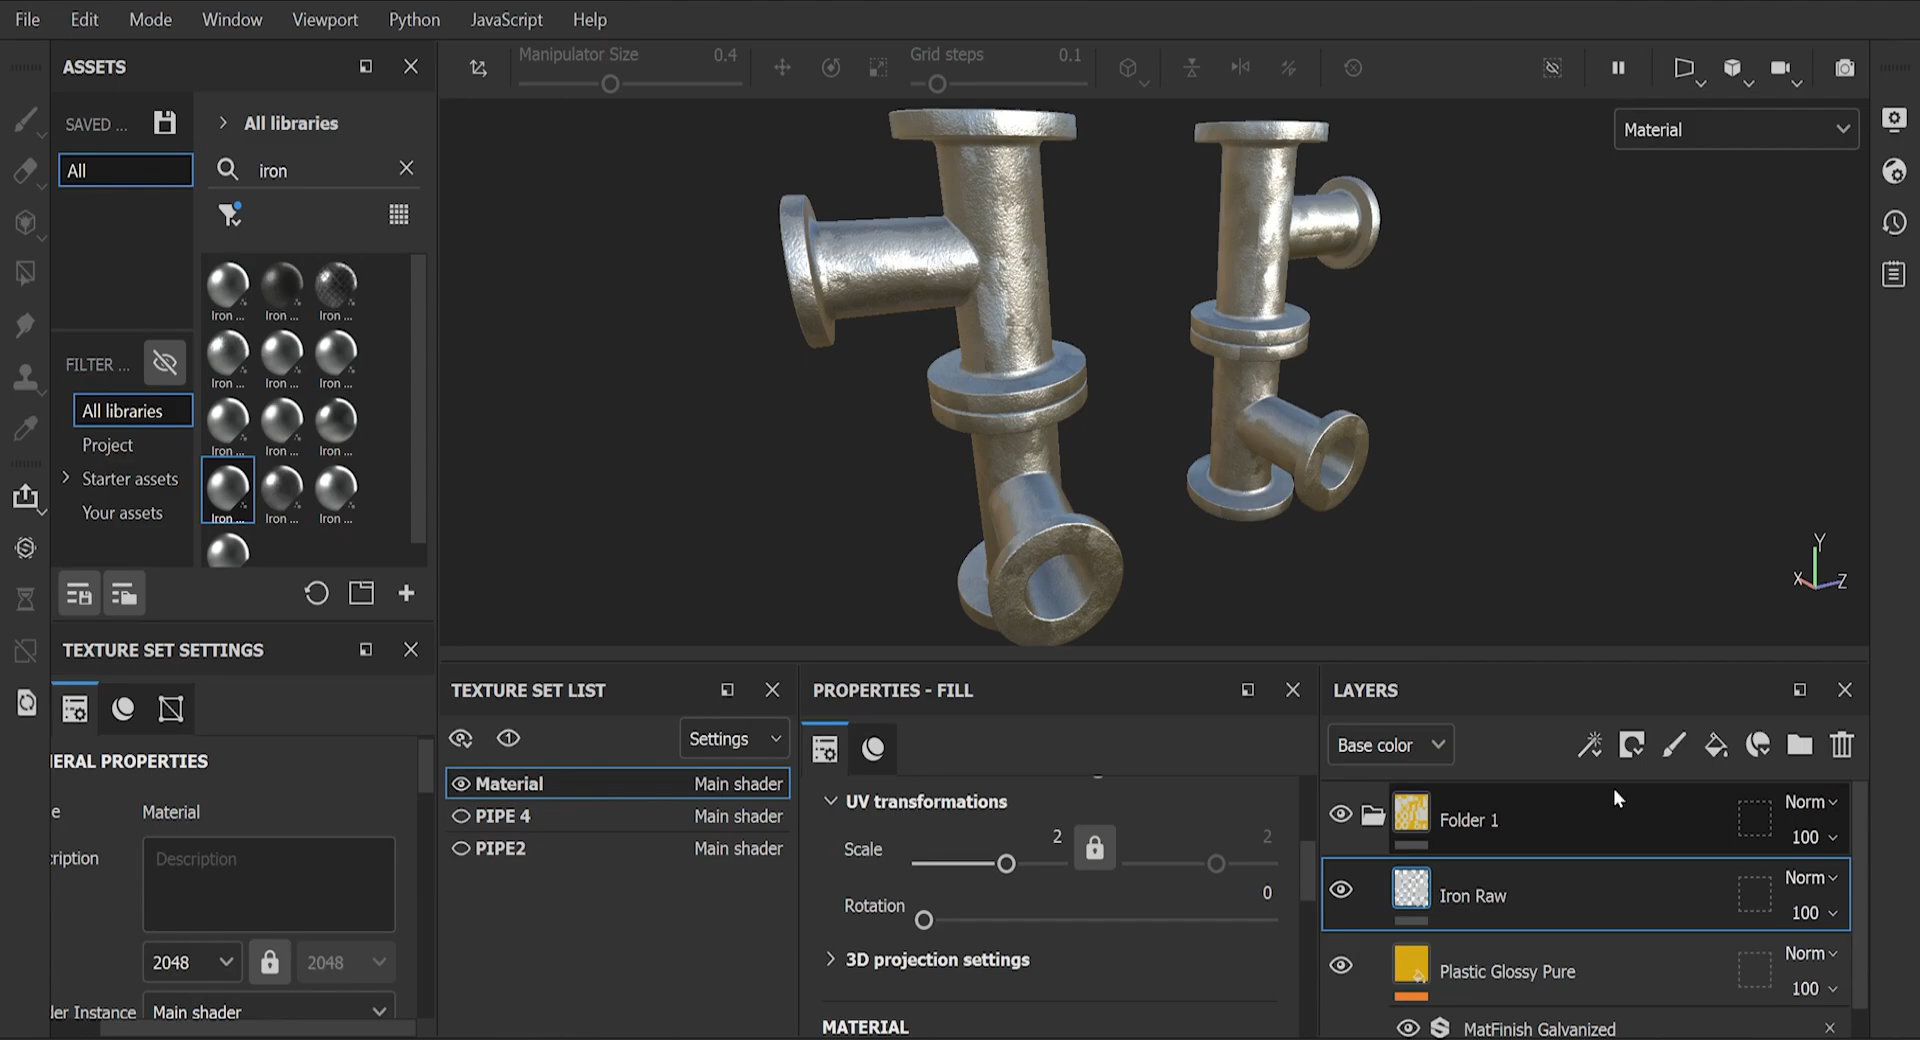 File Edit Mode Window Viewport Python JavaScript Help
ASSETS
Manipulator Size 0.4
Grid steps 0.1
SAVED ...
All libraries
Material
All
iron
Iron ... Iron ... Iron ...
Iron ... Iron ... Iron ...
Iron ... Iron ... Iron ...
Iron ... Iron ... Iron ...
FILTER ...
All libraries
Project
Starter assets
Your assets
Y
X Z
TEXTURE SET SETTINGS
ERAL PROPERTIES
e Material
ription Description
2048 2048
ler Instance Main shader
TEXTURE SET LIST
1 Settings
Material Main shader
PIPE 4 Main shader
PIPE2 Main shader
PROPERTIES - FILL
UV transformations
Scale 2 2
Rotation 0
3D projection settings
MATERIAL
LAYERS
Base color
Folder 1 Norm 100
Iron Raw Norm 100
Plastic Glossy Pure Norm 100
MatFinish Galvanized